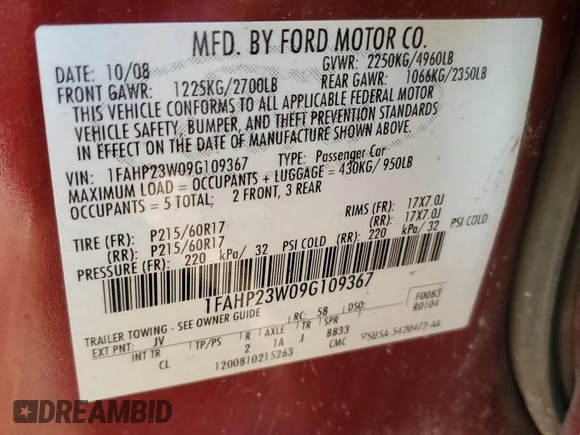 MFD. BY FORD MOTOR CO.
DATE: 10/08 GVWR: 2250KG/4960LB
FRONT GAWR: 1225KG/2700LB REAR GAWR: 1066KG/2350LB
THIS VEHICLE CONFORMS TO ALL APPLICABLE FEDERAL MOTOR
VEHICLE SAFETY, BUMPER, AND THEFT PREVENTION STANDARDS
IN EFFECT ON THE DATE OF MANUFACTURE SHOWN ABOVE.
VIN: 1FAHP23W09G109367 TYPE: Passenger Car
MAXIMUM LOAD = OCCUPANTS + LUGGAGE = 430KG/ 950LB
OCCUPANTS = 5 TOTAL; 2 FRONT, 3 REAR
TIRE (FR): P215/60R17 RIMS (FR): 17X7.0J
(RR): P215/60R17 (RR): 17X7.0J
PRESSURE (FR): 220 kPa/ 32 PSI COLD (RR): 220 kPa/ 32 PSI COLD
1FAHP23W09G109367
TRAILER TOWING - SEE OWNER GUIDE RC: 58 DSO: F0083
R0104
EXT PNT: JV
INT TR TP/PS R AXLE TR SPR
CL 2 1A J B833
1200810215263 CMC 5U5A-5420472-AA
DREAMBID